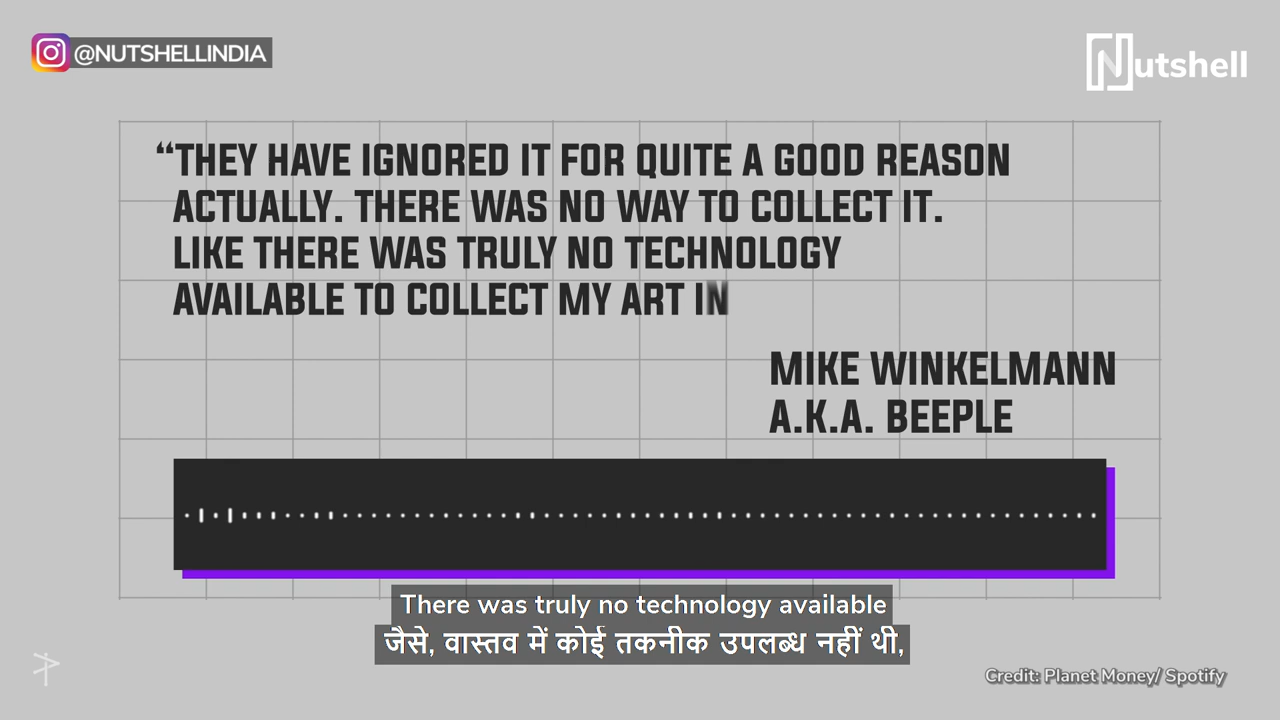 @NUTSHELLINDIA
Nutshell
“THEY HAVE IGNORED IT FOR QUITE A GOOD REASON
ACTUALLY. THERE WAS NO WAY TO COLLECT IT.
LIKE THERE WAS TRULY NO TECHNOLOGY
AVAILABLE TO COLLECT MY ART IN
MIKE WINKELMANN
A.K.A. BEEPLE
There was truly no technology available
जैसे, वास्तव में कोई तकनीक उपलब्ध नहीं थी,
Credit: Planet Money/ Spotify